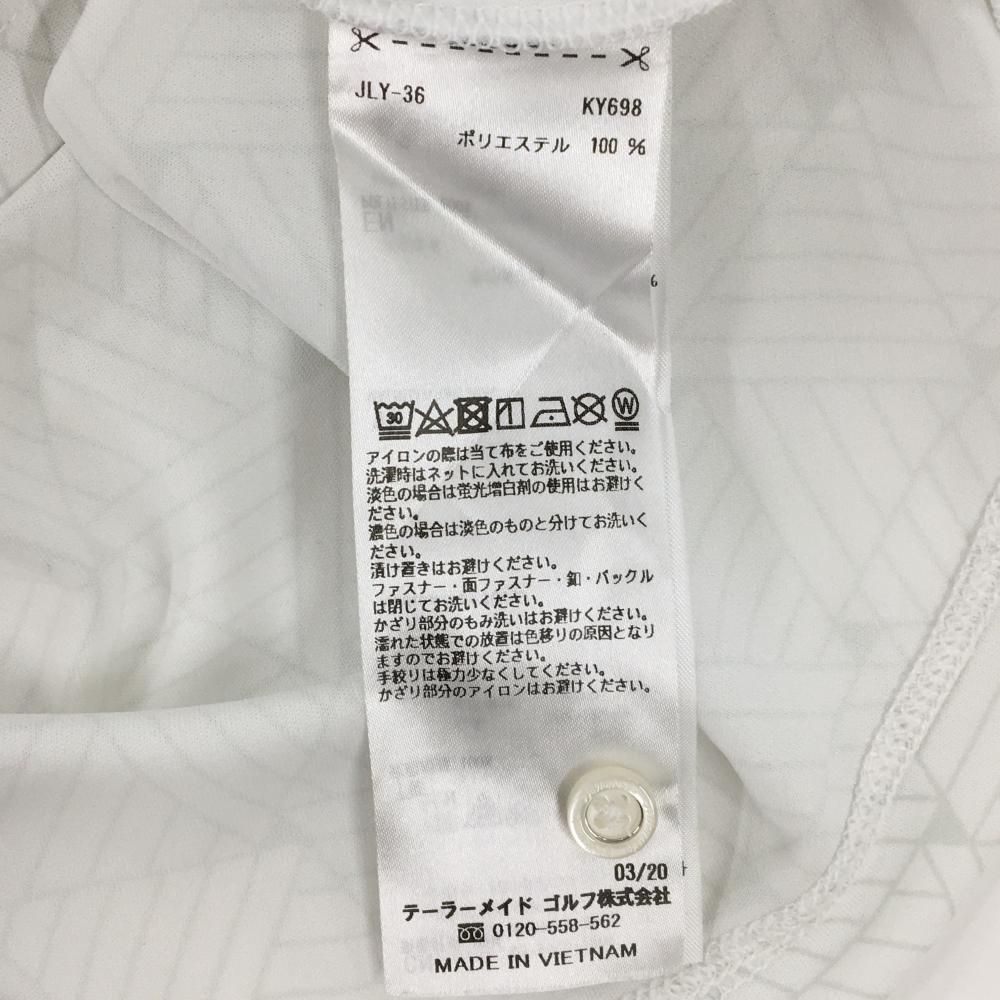 JLY-36
KY698
ポリエステル 100 %
6
30
W
アイロンの際は当て布をご使用ください。
洗濯時はネットに入れてお洗いください。
淡色の場合は蛍光増白剤の使用はお避けく
ださい。
濃色の場合は淡色のものと分けてお洗いく
ださい。
漬け置きはお避けください。
ファスナー・面ファスナー・釦・バックル
は閉じてお洗いください。
かざり部分のもみ洗いはお避けください。
濡れた状態での放置は色移りの原因となり
ますのでお避けください。
手絞りは極力少なくしてください。
かざり部分のアイロンはお避けください。
03/20
テーラーメイド ゴルフ株式会社
0120-558-562
MADE IN VIETNAM